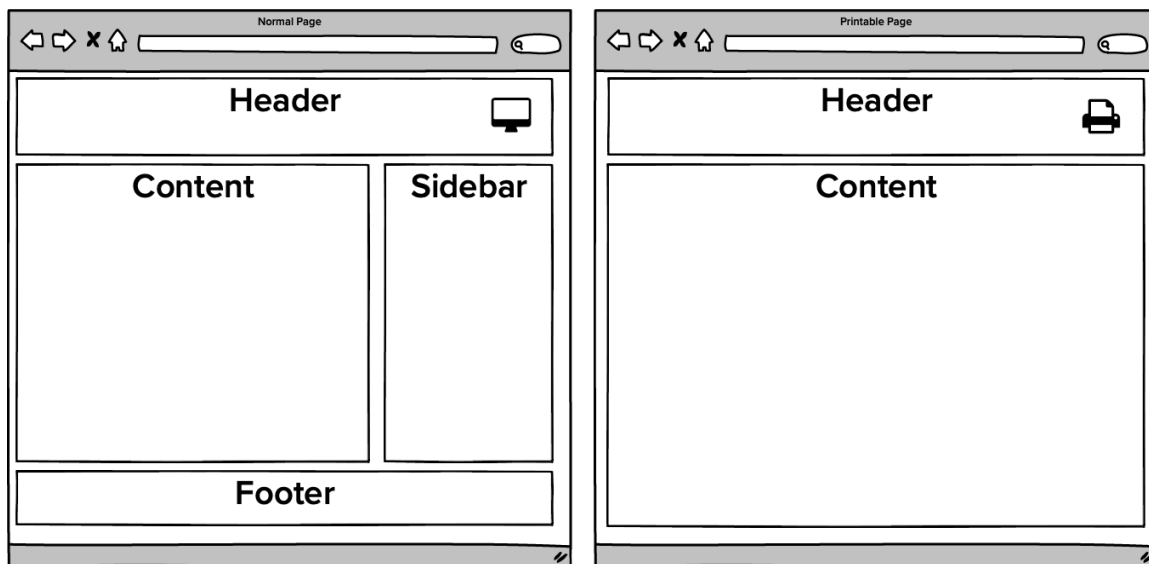 Normal Page
Header
Content
Sidebar
Footer
Printable Page
Header
Content